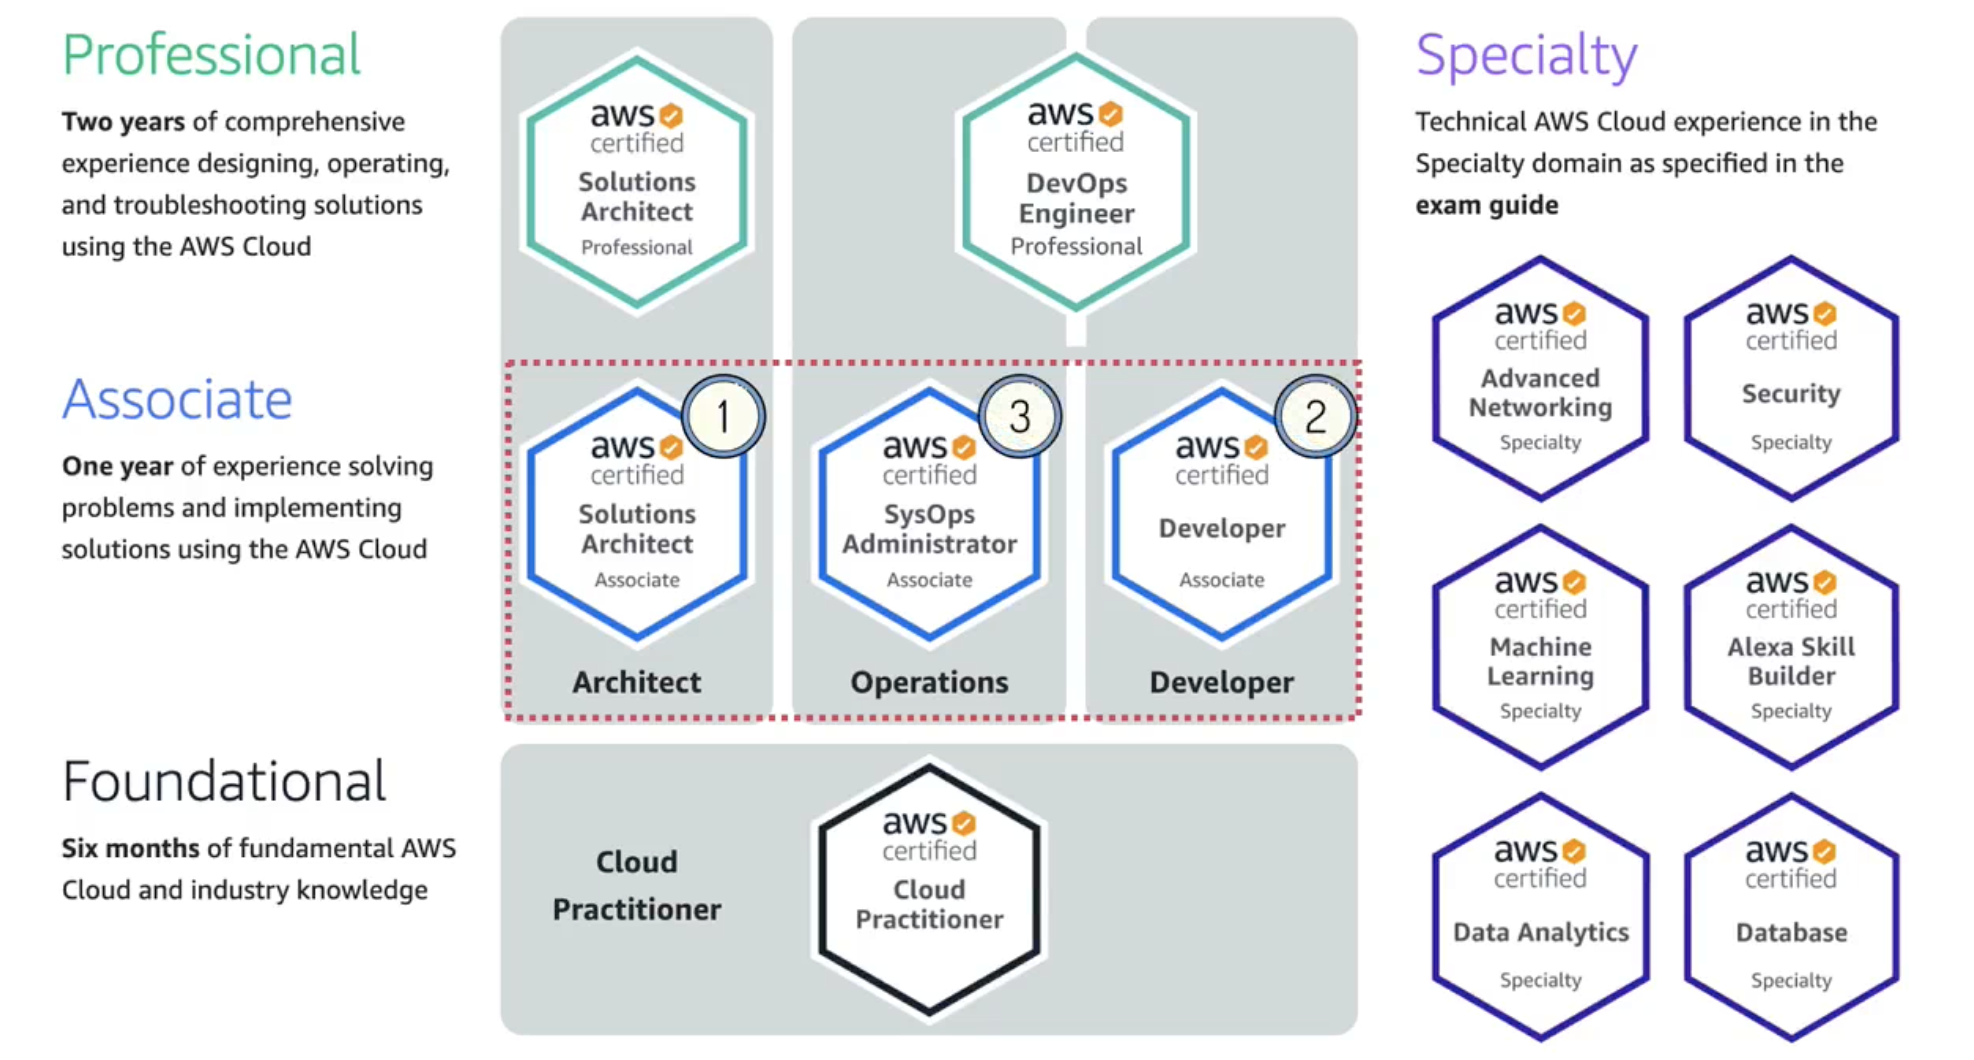 Professional
Two years of comprehensive
experience designing, operating,
and troubleshooting solutions
using the AWS Cloud
aws
certified
Solutions
Architect
Professional
aws
certified
DevOps
Engineer
Professional
Specialty
Technical AWS Cloud experience in the
Specialty domain as specified in the
exam guide
aws
certified
Advanced
Networking
Specialty
aws
certified
Security
Specialty
aws
certified
Machine
Learning
Specialty
aws
certified
Alexa Skill
Builder
Specialty
aws
certified
Data Analytics
Specialty
aws
certified
Database
Specialty
Associate
One year of experience solving
problems and implementing
solutions using the AWS Cloud
1
aws
certified
Solutions
Architect
Associate
Architect
3
aws
certified
SysOps
Administrator
Associate
Operations
2
aws
certified
Developer
Associate
Developer
Foundational
Six months of fundamental AWS
Cloud and industry knowledge
Cloud
Practitioner
aws
certified
Cloud
Practitioner